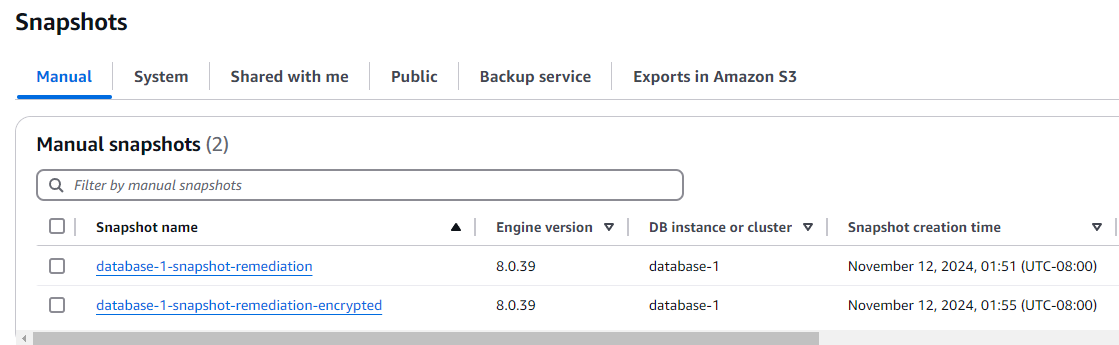 Snapshots
Manual System Shared with me Public Backup service Exports in Amazon S3
Manual snapshots (2)
Filter by manual snapshots
Snapshot name Engine version DB instance or cluster Snapshot creation time
database-1-snapshot-remediation 8.0.39 database-1 November 12, 2024, 01:51 (UTC-08:00)
database-1-snapshot-remediation-encrypted 8.0.39 database-1 November 12, 2024, 01:55 (UTC-08:00)